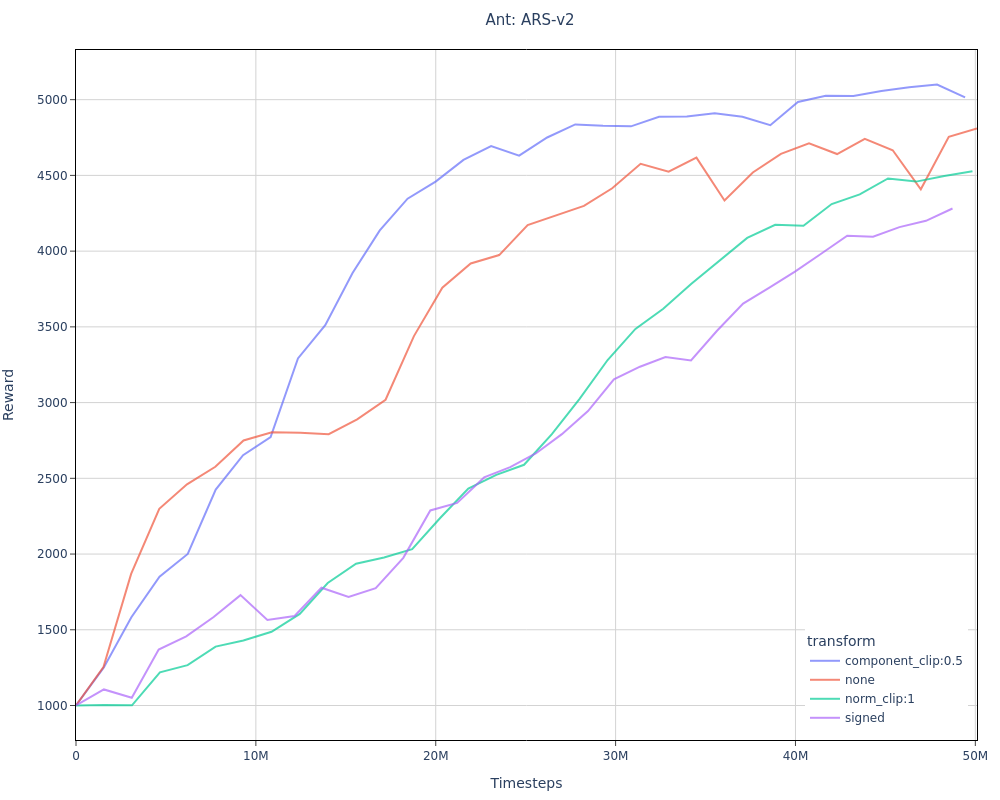 Ant: ARS-v2
Reward
5000
4500
4000
3500
3000
2500
2000
1500
1000
0
10M
20M
30M
40M
50M
Timesteps
transform
component_clip:0.5
none
norm_clip:1
signed